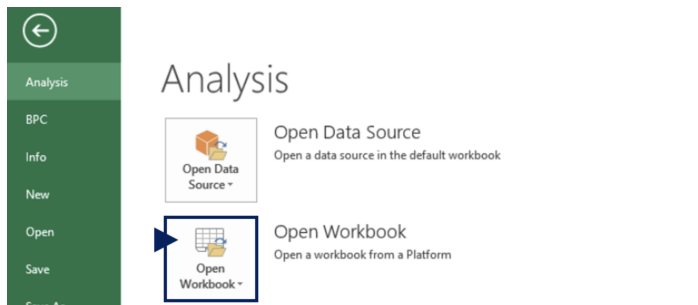 Analysis
BPC
Info
New
Open
Save
Analysis
Open Data
Source
Open Data Source
Open a data source in the default workbook
Open
Workbook
Open Workbook
Open a workbook from a Platform